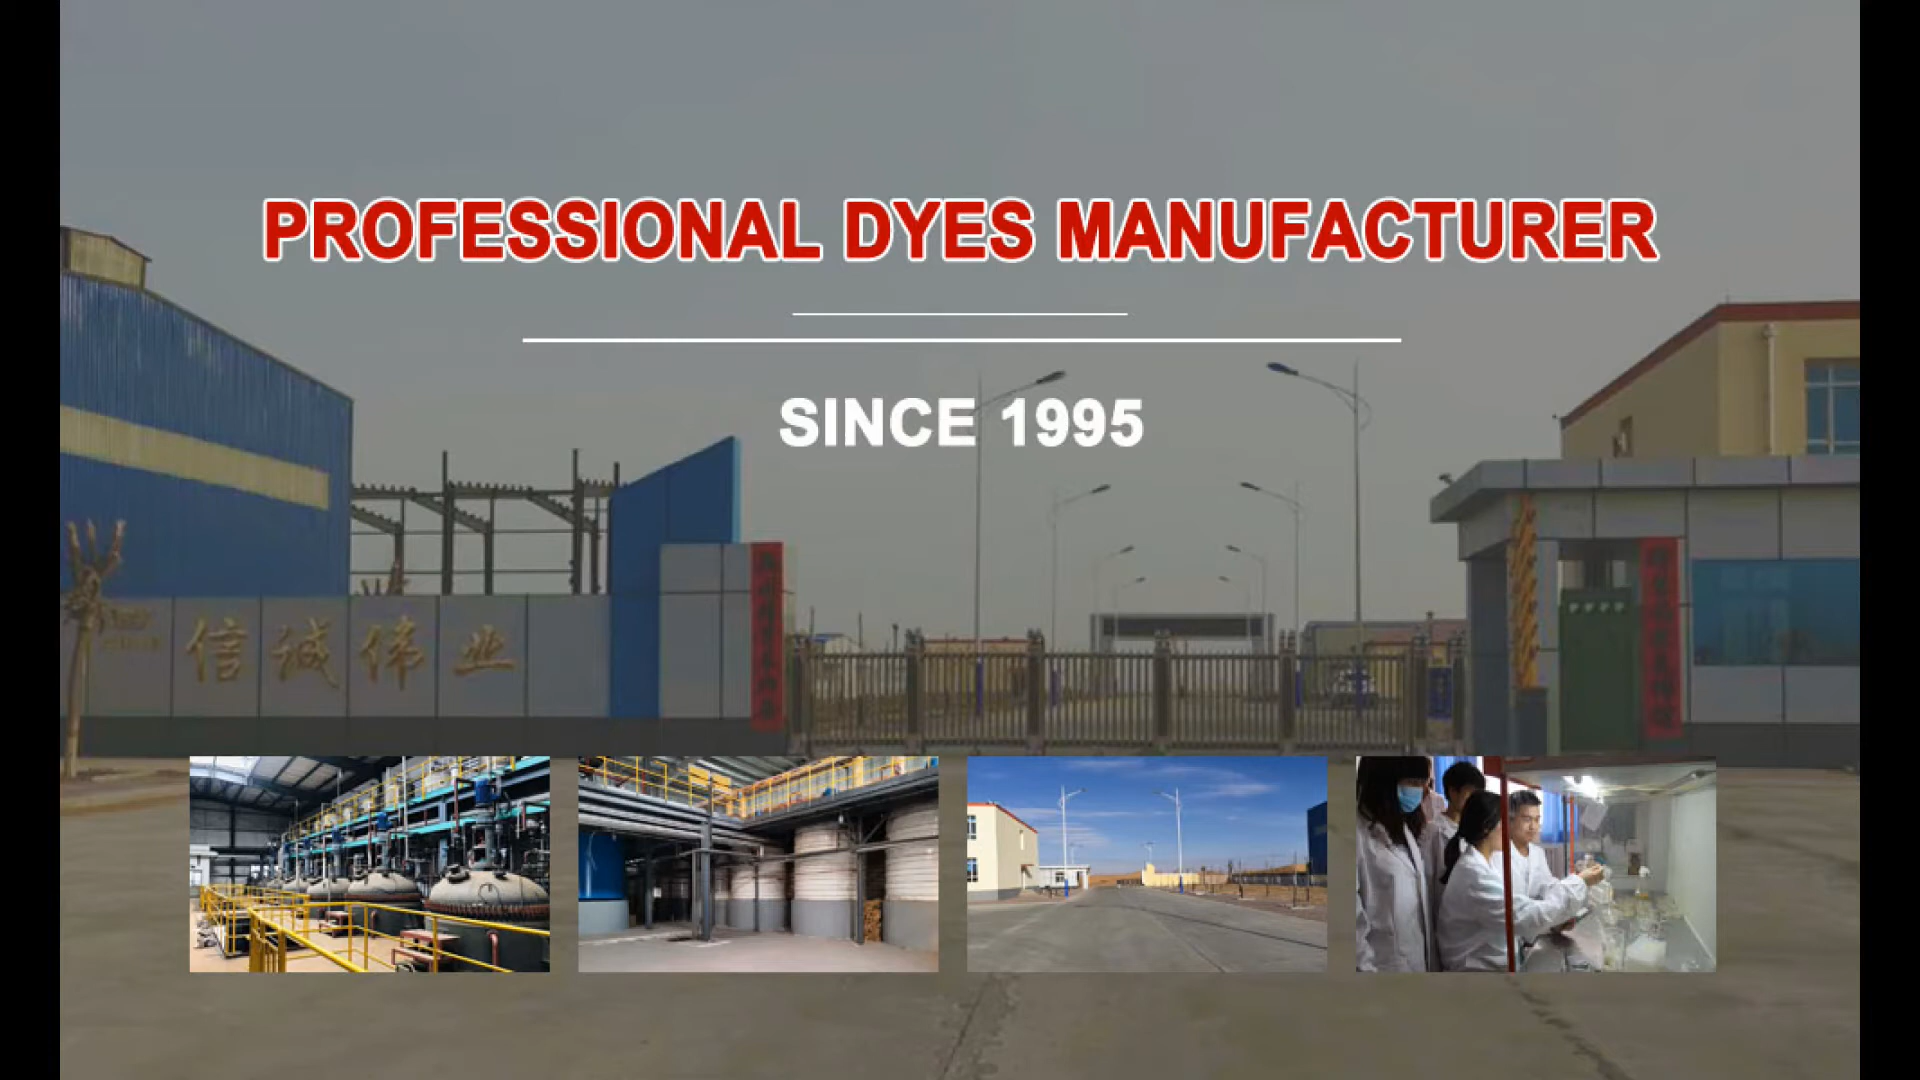 PROFESSIONAL DYES MANUFACTURER
SINCE 1995
信诚伟业